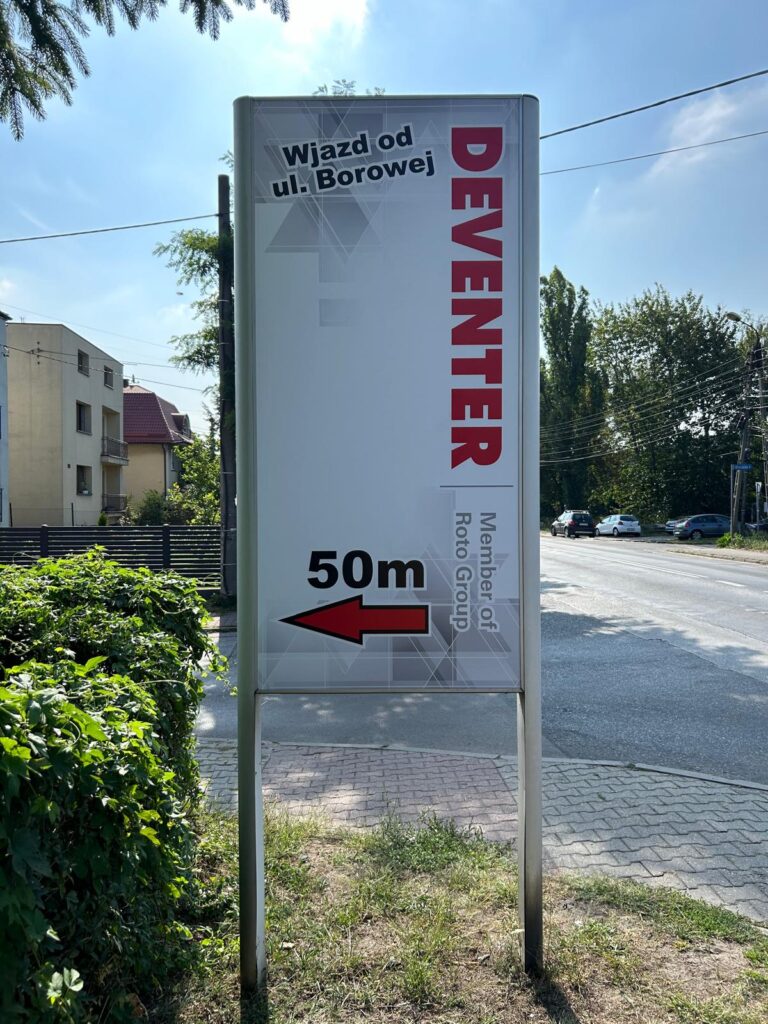 Wjazd od
ul. Borowej
DEVENTER
Member of
Roto Group
50m